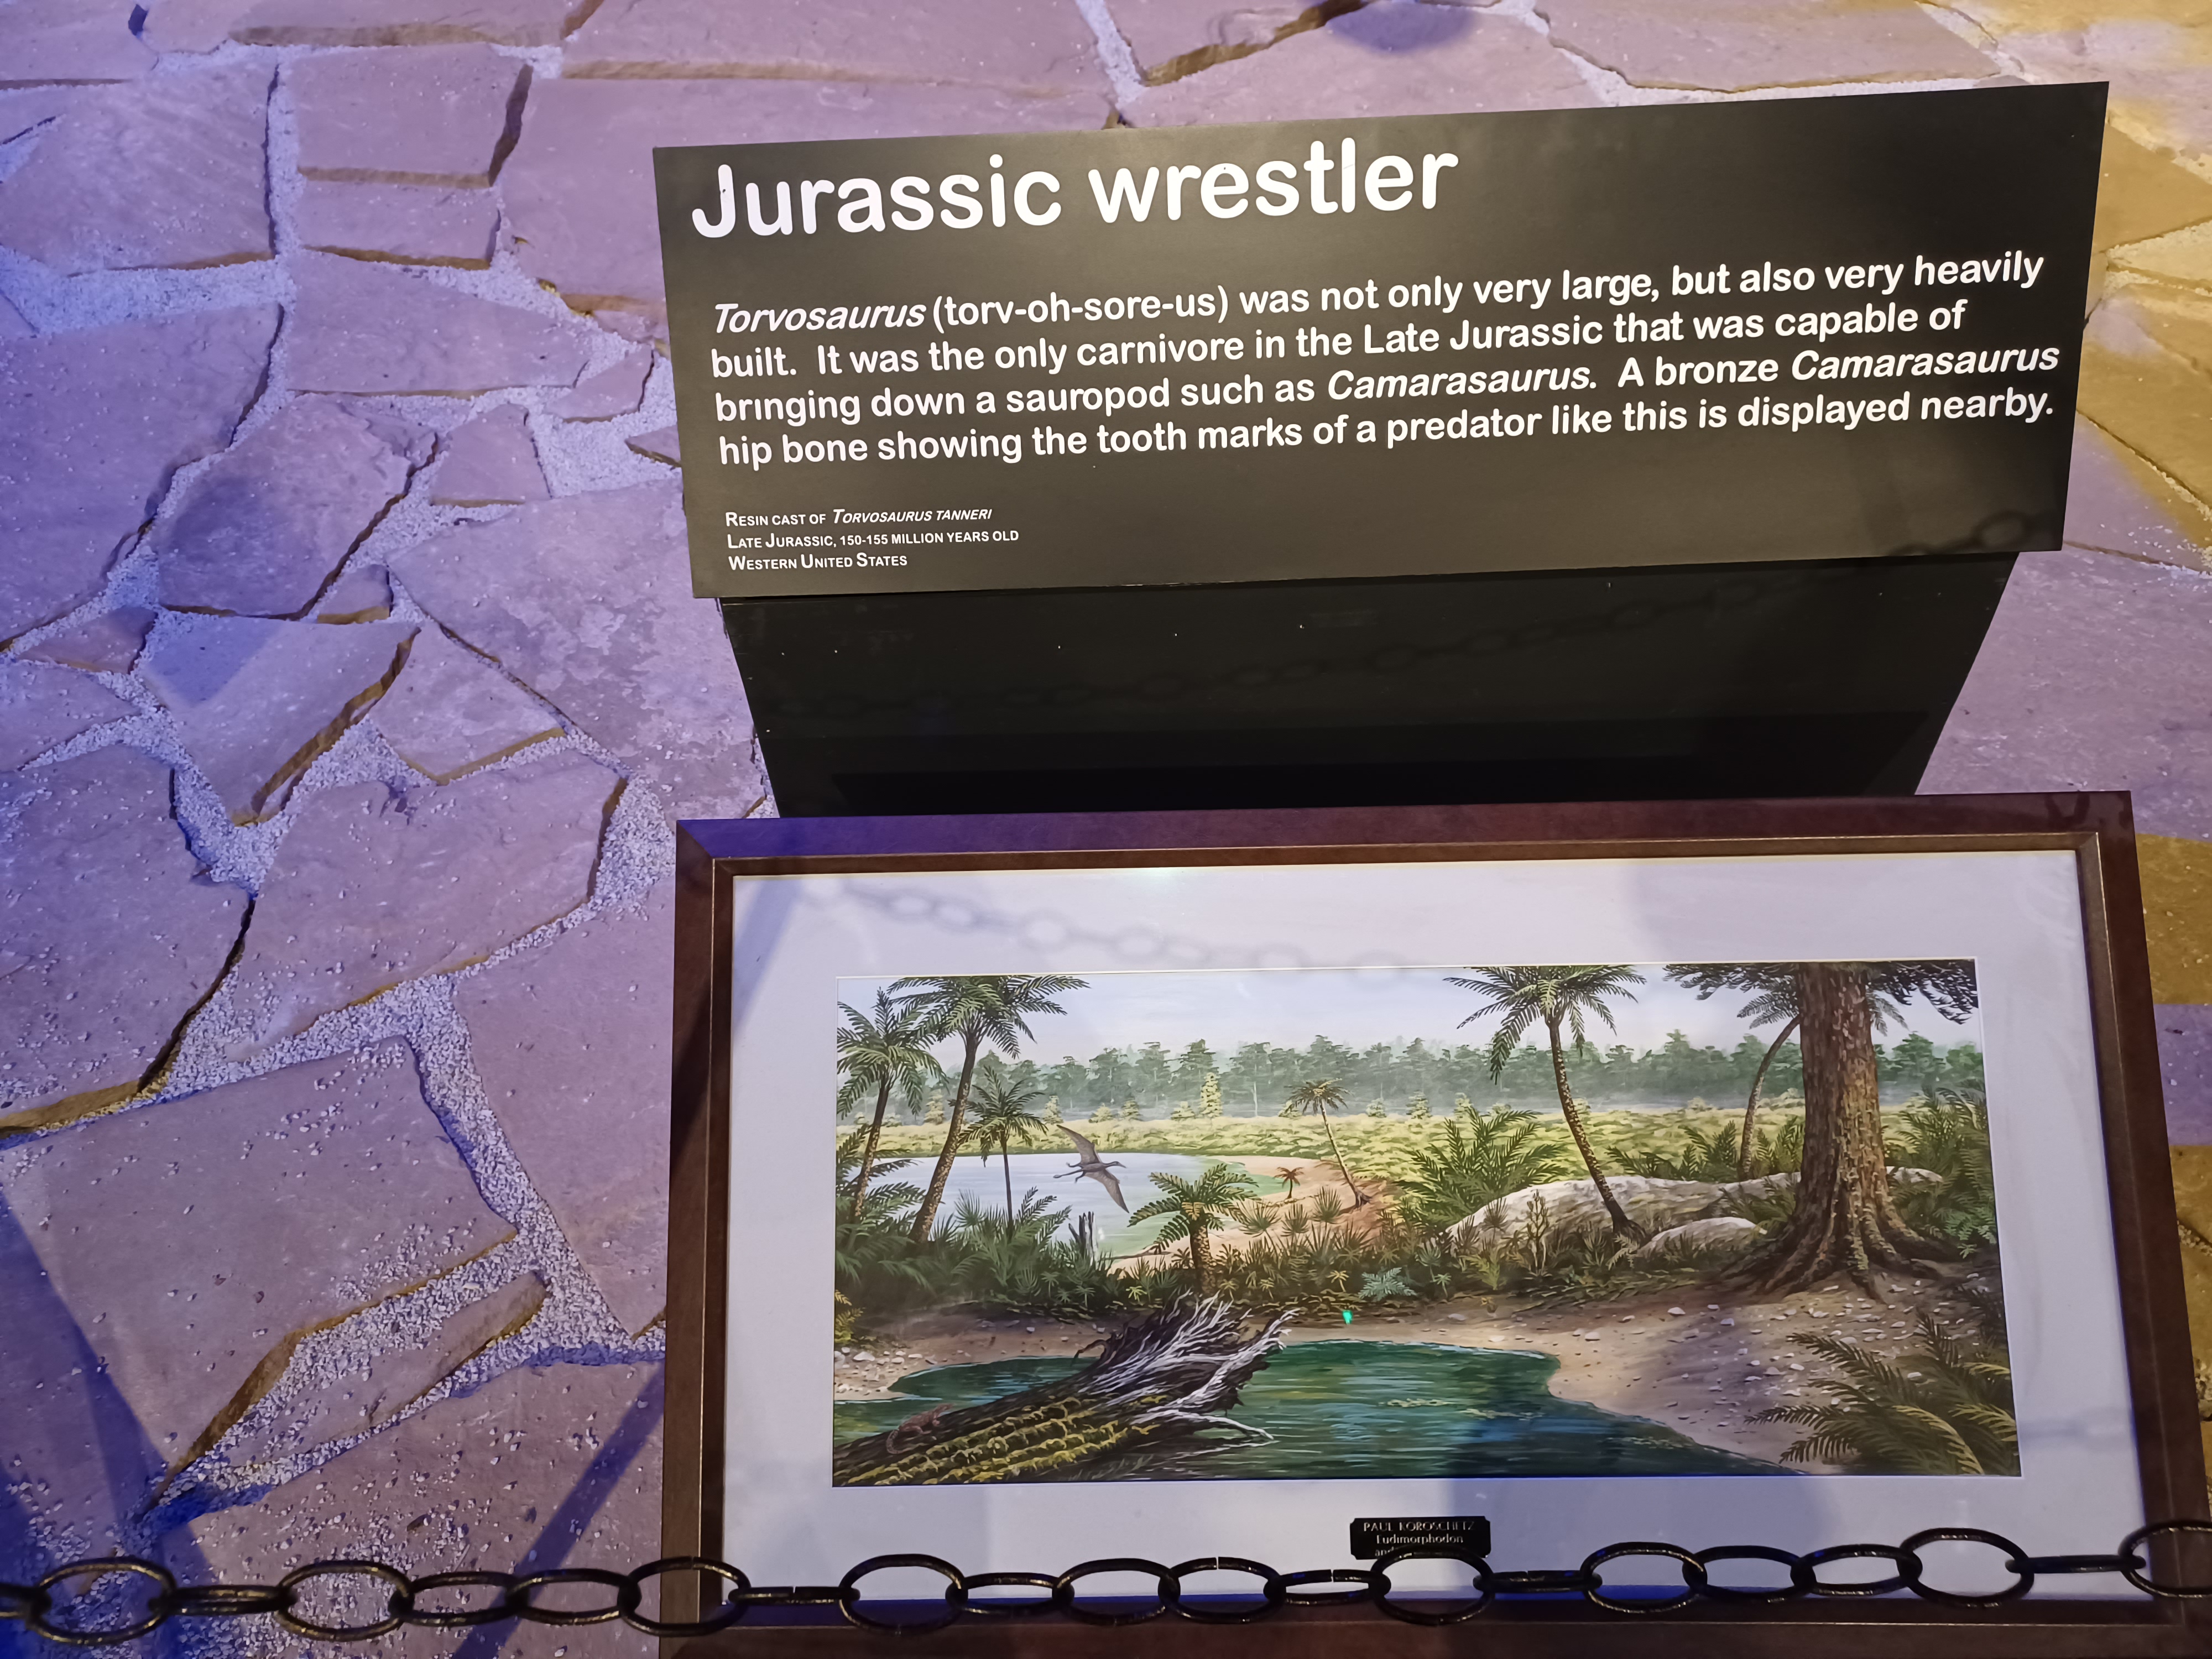 Jurassic wrestler
Torvosaurus (torv-oh-sore-us) was not only very large, but also very heavily
built. It was the only carnivore in the Late Jurassic that was capable of
bringing down a sauropod such as Camarasaurus. A bronze Camarasaurus
hip bone showing the tooth marks of a predator like this is displayed nearby.
RESIN CAST OF TORVOSAURUS TANNERI
LATE JURASSIC, 150-155 MILLION YEARS OLD
WESTERN UNITED STATES
PAUL KOROSCHETZ
Eudimorphodon